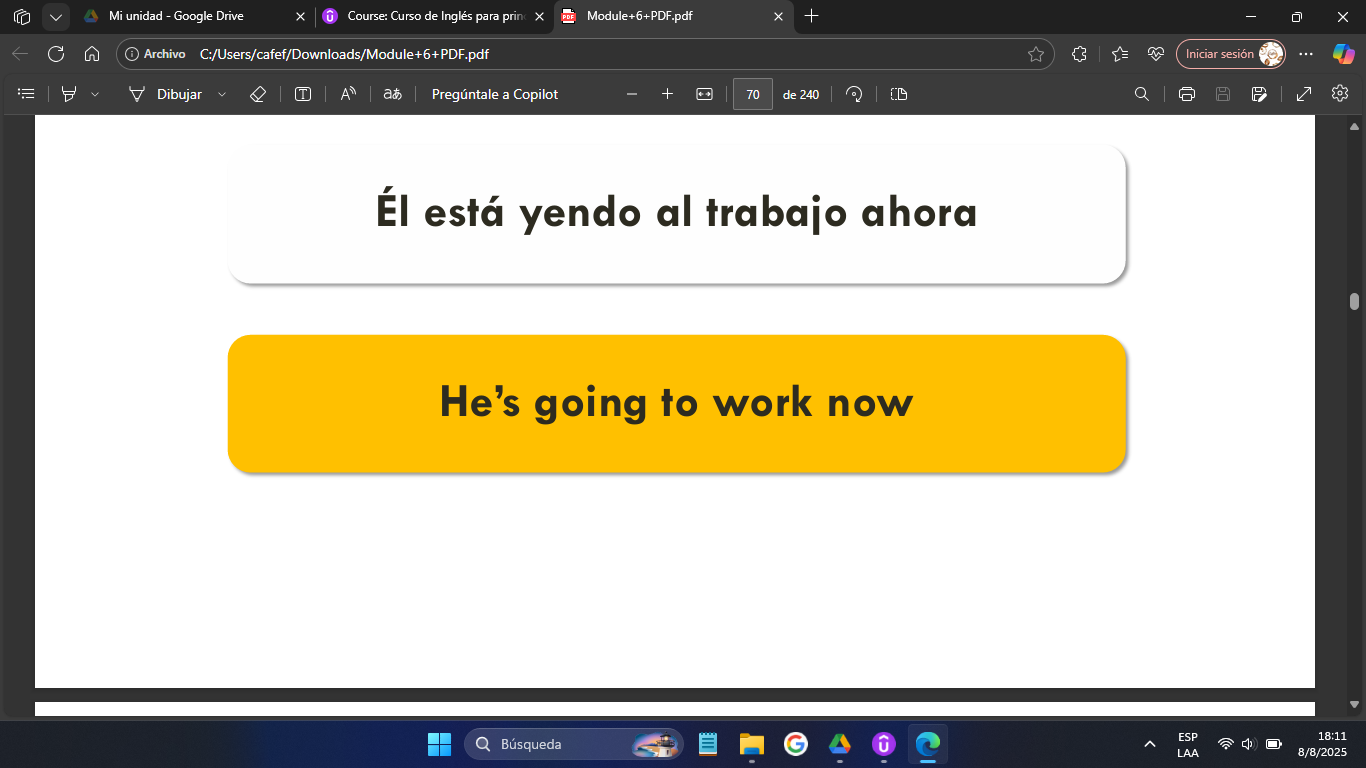 Mi unidad - Google Drive
Course: Curso de Inglés para prin
Module+6+PDF.pdf
Archivo
C:/Users/cafef/Downloads/Module+6+PDF.pdf
Iniciar sesión
Dibujar
Pregúntale a Copilot
70 de 240
Él está yendo al trabajo ahora
He's going to work now
Búsqueda
ESP
LAA
18:11
8/8/2025